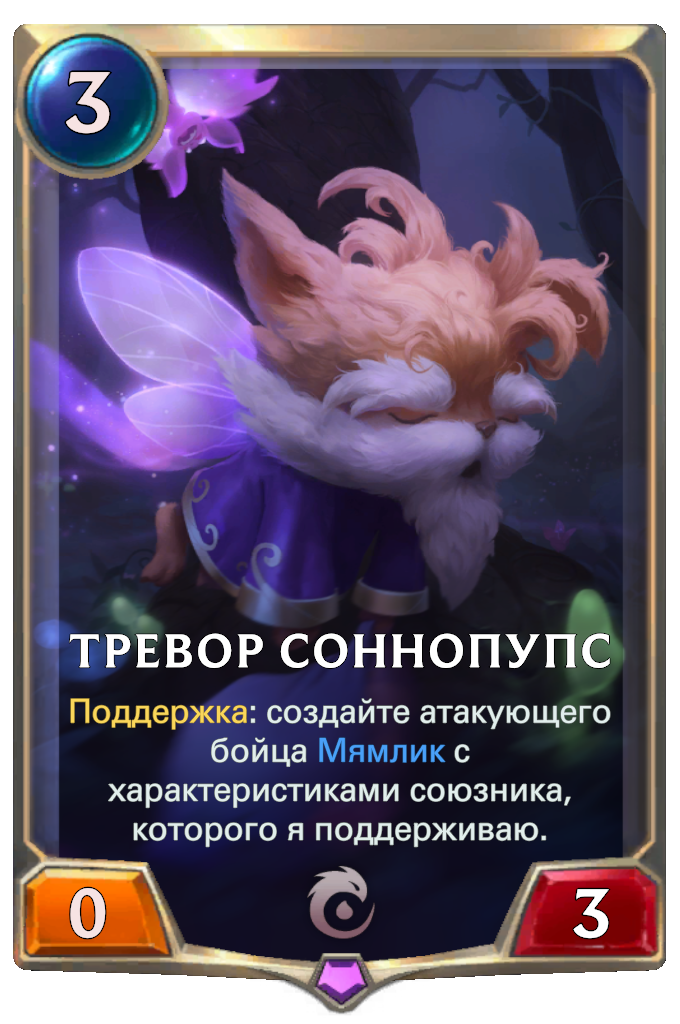 3
ТРЕВОР СОННОПУПС
Поддержка: создайте атакующего
бойца Мямлик с
характеристиками союзника,
которого я поддерживаю.
0
3